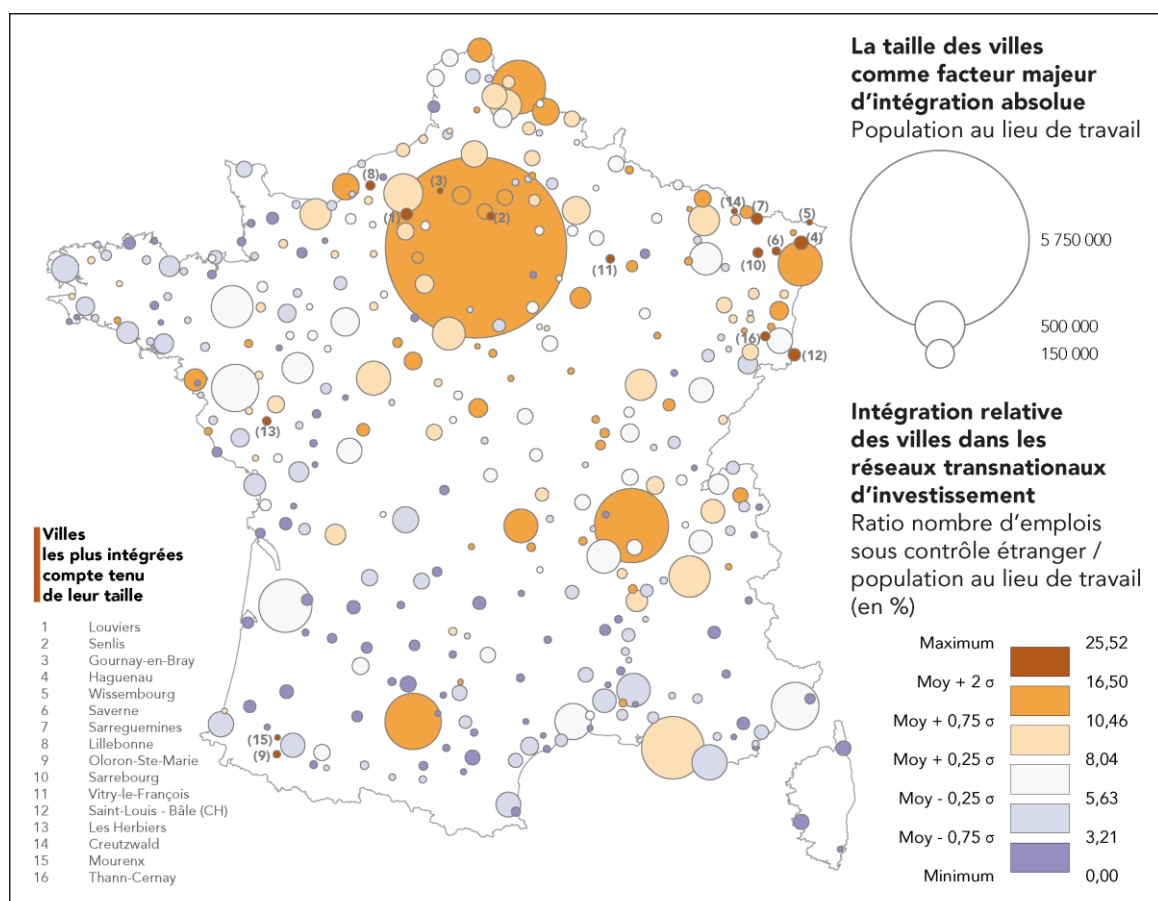 La taille des villes
comme facteur majeur
d'intégration absolue
Population au lieu de travail
5 750 000
500 000
150 000
Intégration relative
des villes dans les
réseaux transnationaux
d'investissement
Ratio nombre d'emplois
sous contrôle étranger /
population au lieu de travail
(en %)
Maximum 25,52
Moy + 2 σ 16,50
Moy + 0,75 σ 10,46
Moy + 0,25 σ 8,04
Moy - 0,25 σ 5,63
Moy - 0,75 σ 3,21
Minimum 0,00
Villes
les plus intégrées
compte tenu
de leur taille
1 Louviers
2 Senlis
3 Gournay-en-Bray
4 Haguenau
5 Wissembourg
6 Saverne
7 Sarreguemines
8 Lillebonne
9 Oloron-Ste-Marie
10 Sarrebourg
11 Vitry-le-François
12 Saint-Louis - Bâle (CH)
13 Les Herbiers
14 Creutzwald
15 Mourenx
16 Thann-Cernay
(8)
(3)
(1)
(2)
(14)
(7)
(5)
(4)
(6)
(10)
(11)
(16)
(12)
(13)
(15)
(9)